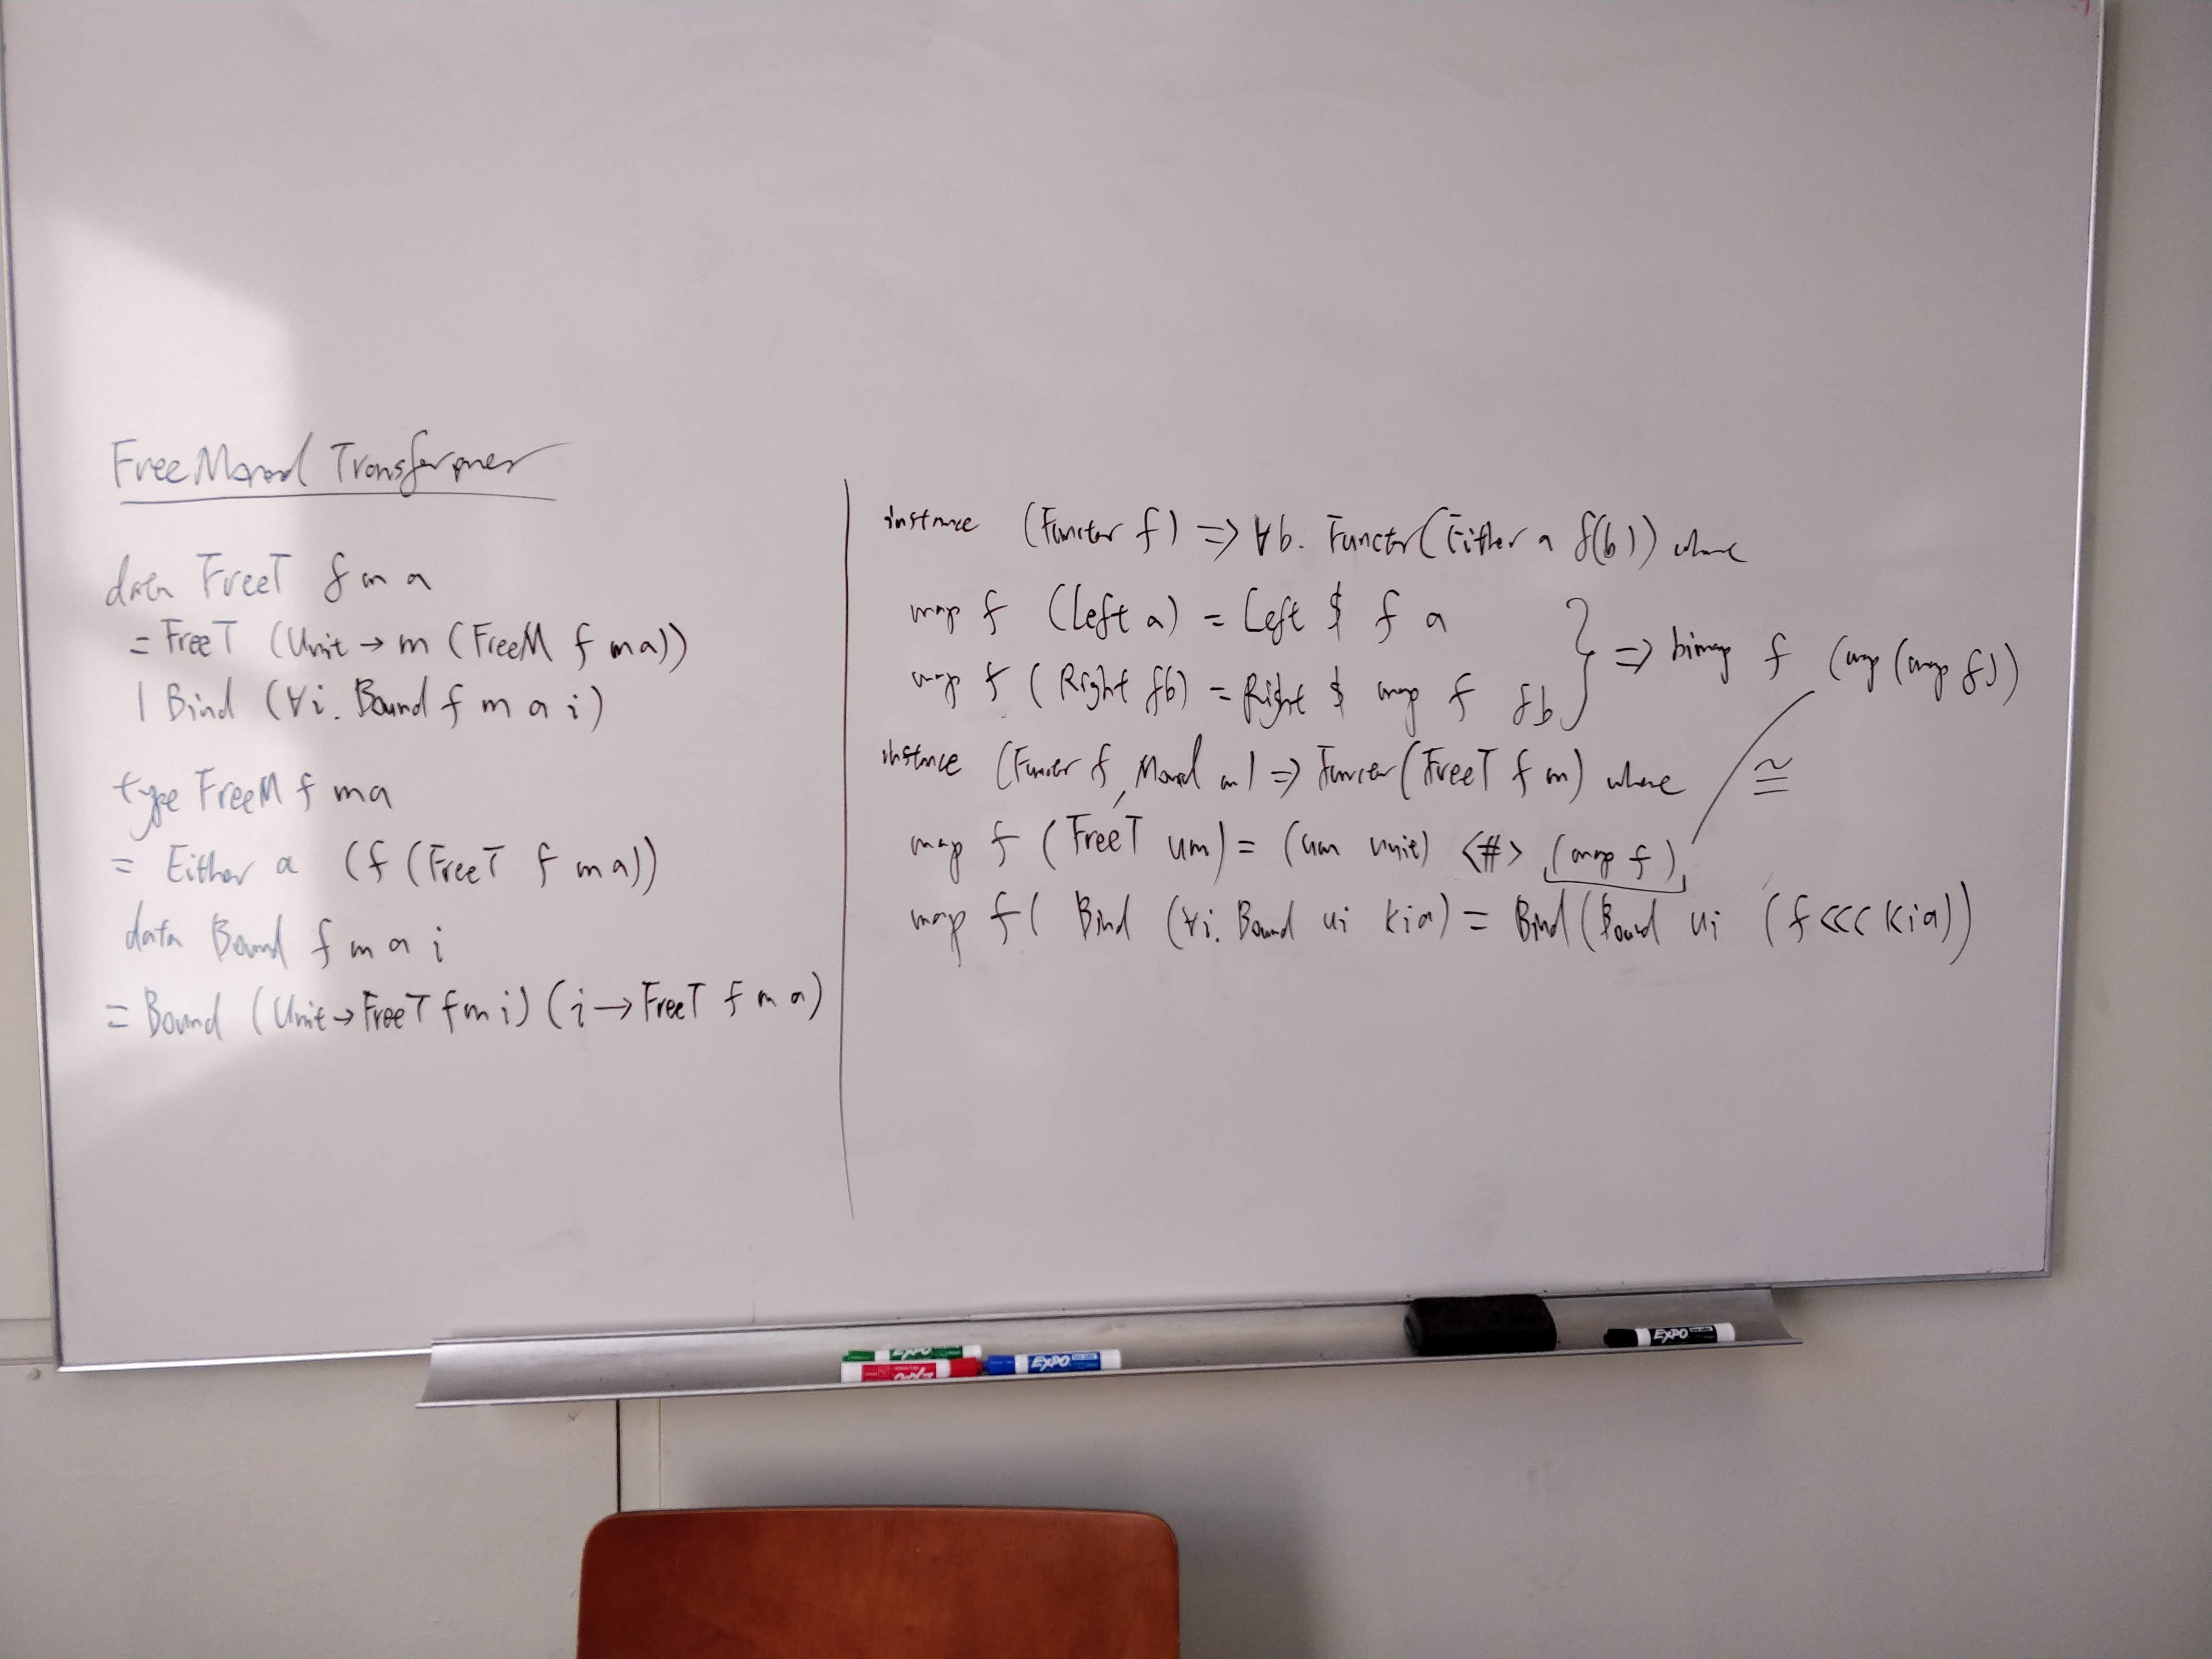 FreeMonad Transformer
data FreeT f m a
= FreeT (Unit → m (FreeM f m a))
| Bind (∀i. Bound f m a i)
type FreeM f m a
= Either a (f (FreeT f m a))
data Bound f m a i
= Bound (Unit → FreeT f m i) (i → FreeT f m a)
instance (Functor f) => ∀b. Functor (Either a f(b)) where
map f (Left a) = Left $ f a
map f (Right fb) = Right $ map f fb
} => bimap f (map (map f))
instance (Functor f, Monad m) => Functor (FreeT f m) where
≅
map f (FreeT um) = (um unit) <#> (map f)
map f ( Bind (∀i. Bound ui kia) = Bind (Bound ui (f <<< kia))
EXPO
EXPO
EXPO
EXPO